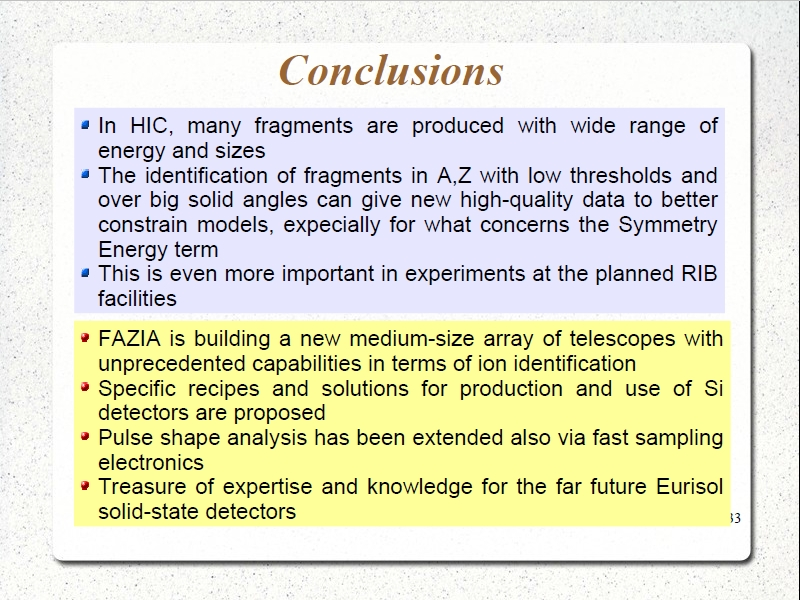 Conclusions
In HIC, many fragments are produced with wide range of
energy and sizes
The identification of fragments in A,Z with low thresholds and
over big solid angles can give new high-quality data to better
constrain models, expecially for what concerns the Symmetry
Energy term
This is even more important in experiments at the planned RIB
facilities
FAZIA is building a new medium-size array of telescopes with
unprecedented capabilities in terms of ion identification
Specific recipes and solutions for production and use of Si
detectors are proposed
Pulse shape analysis has been extended also via fast sampling
electronics
Treasure of expertise and knowledge for the far future Eurisol
solid-state detectors
33